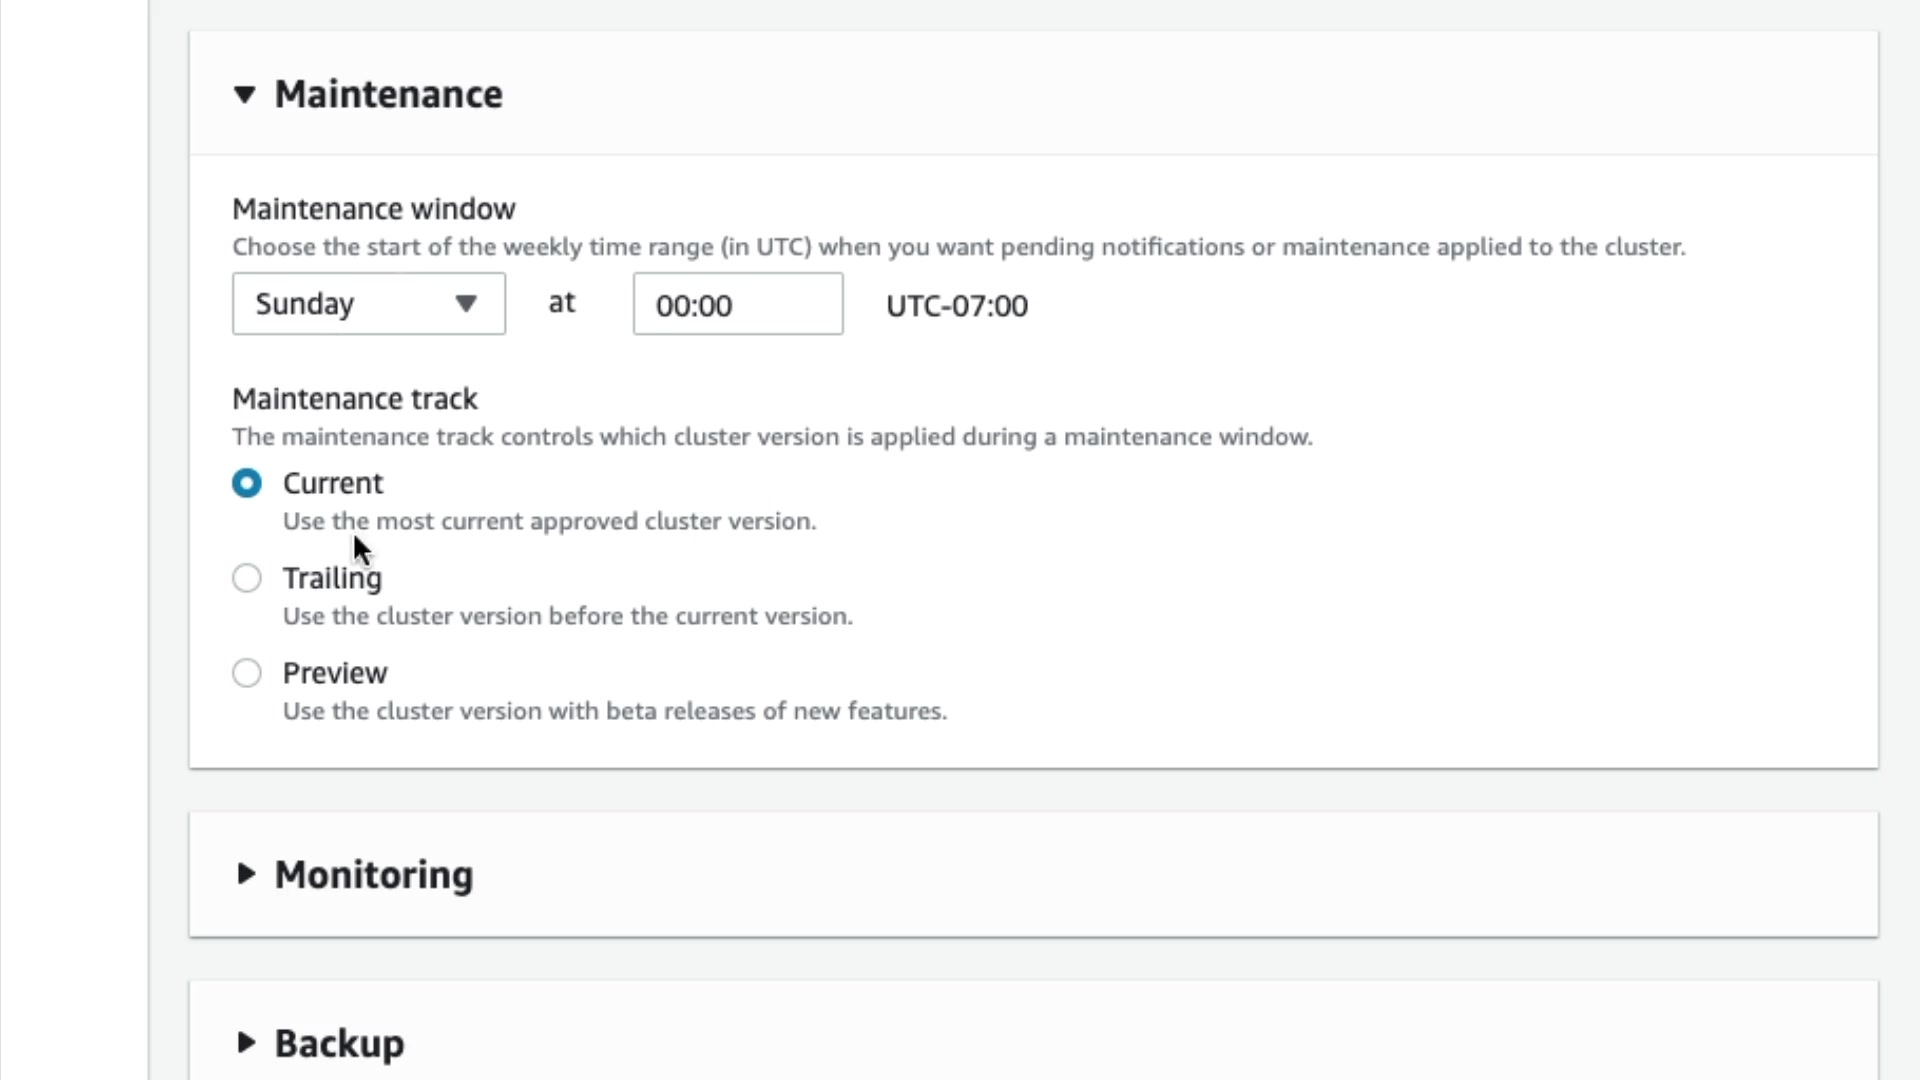 Maintenance
Maintenance window
Choose the start of the weekly time range (in UTC) when you want pending notifications or maintenance applied to the cluster.
Sunday at 00:00 UTC-07:00
Maintenance track
The maintenance track controls which cluster version is applied during a maintenance window.
Current
Use the most current approved cluster version.
Trailing
Use the cluster version before the current version.
Preview
Use the cluster version with beta releases of new features.
Monitoring
Backup